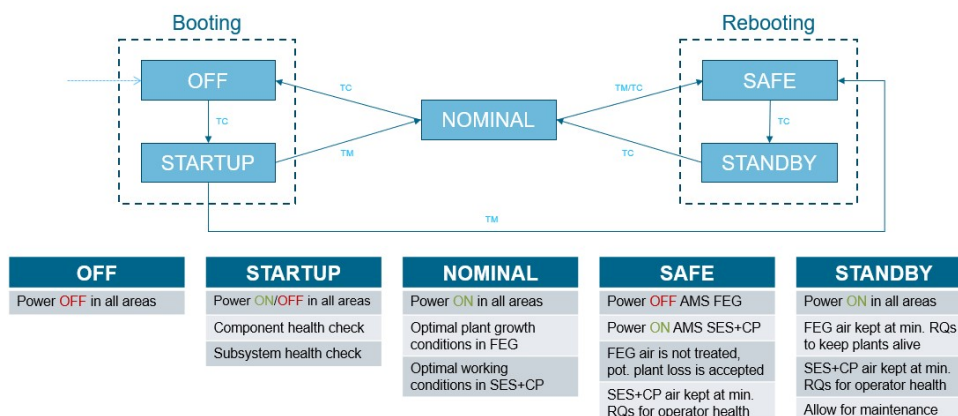 Booting
Rebooting
OFF
SAFE
TC
TM/TC
NOMINAL
TC
TC
STARTUP
TM
TC
STANDBY
TM
OFF
Power OFF in all areas
STARTUP
Power ON/OFF in all areas
Component health check
Subsystem health check
NOMINAL
Power ON in all areas
Optimal plant growth
conditions in FEG
Optimal working
conditions in SES+CP
SAFE
Power OFF AMS FEG
Power ON AMS SES+CP
FEG air is not treated,
pot. plant loss is accepted
SES+CP air kept at min.
RQs for operator health
STANDBY
Power ON in all areas
FEG air kept at min. RQs
to keep plants alive
SES+CP air kept at min.
RQs for operator health
Allow for maintenance